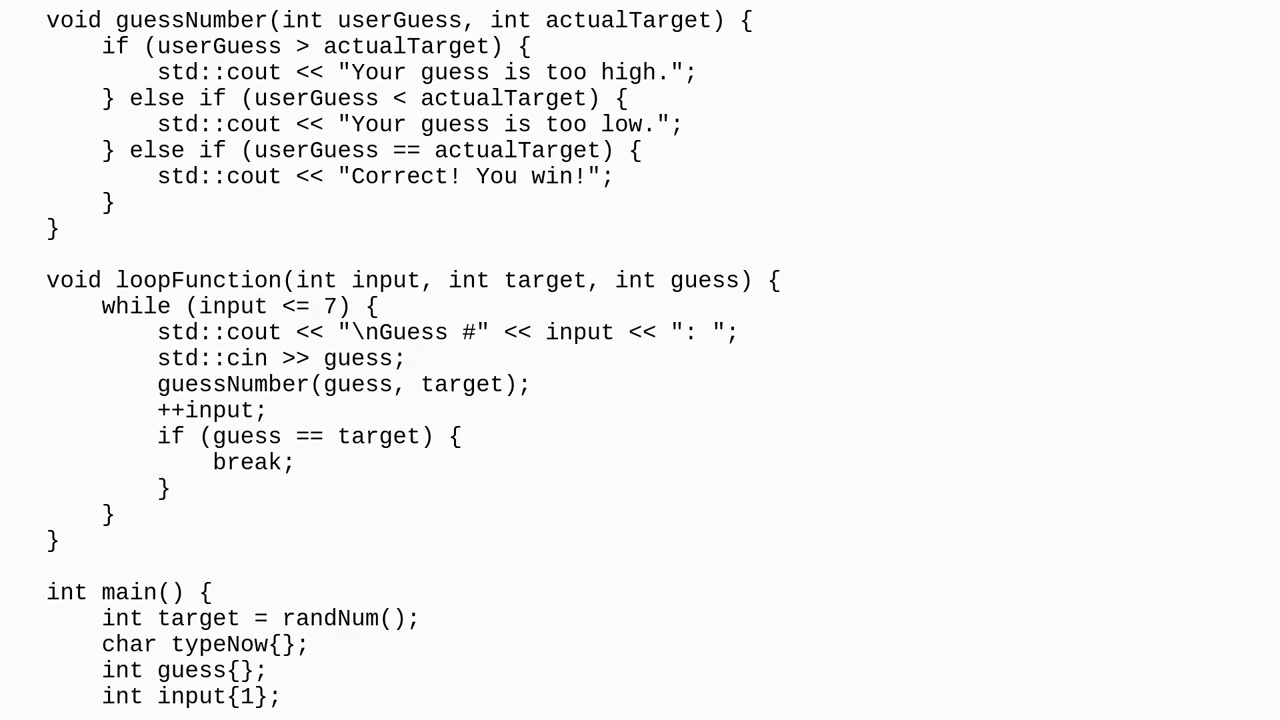 void guessNumber(int userGuess, int actualTarget) {
    if (userGuess > actualTarget) {
        std::cout << "Your guess is too high.";
    } else if (userGuess < actualTarget) {
        std::cout << "Your guess is too low.";
    } else if (userGuess == actualTarget) {
        std::cout << "Correct! You win!";
    }
}

void loopFunction(int input, int target, int guess) {
    while (input <= 7) {
        std::cout << "\nGuess #" << input << ": ";
        std::cin >> guess;
        guessNumber(guess, target);
        ++input;
        if (guess == target) {
            break;
        }
    }
}

int main() {
    int target = randNum();
    char typeNow{};
    int guess{};
    int input{1};